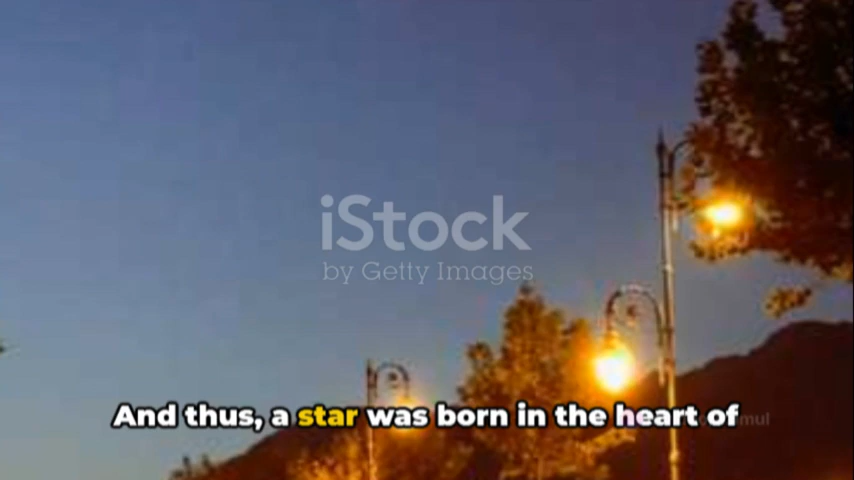 iStock
by Getty Images
And thus, a star was born in the heart of